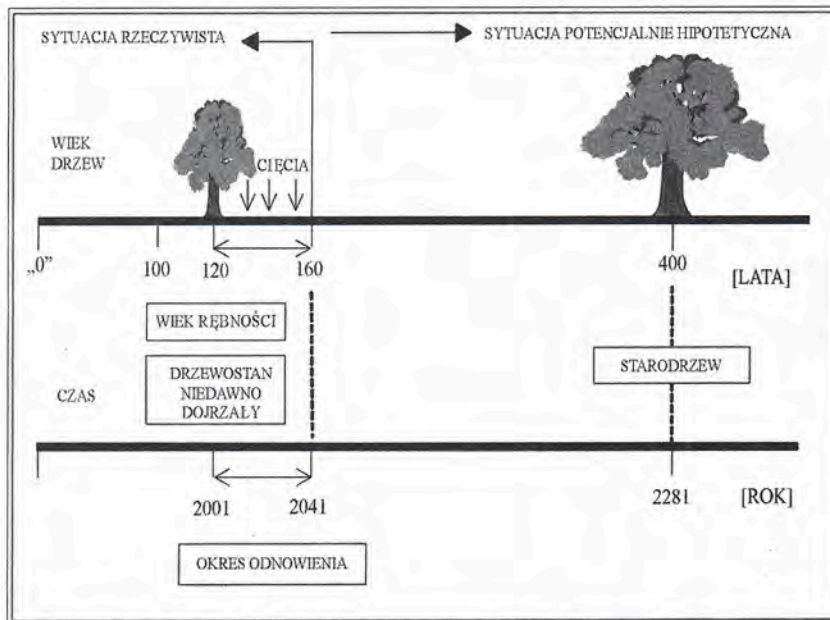 SYTUACJA RZECZYWISTA
SYTUACJA POTENCJALNIE HIPOTETYCZNA
WIEK
DRZEW
CIĘCIA
„0” 100 120 160 400 [LATA]
WIEK RĘBNOŚCI
DRZEWOSTAN
NIEDAWNO
DOJRZAŁY
STARODRZEW
CZAS
2001 2041 2281 [ROK]
OKRES ODNOWIENIA